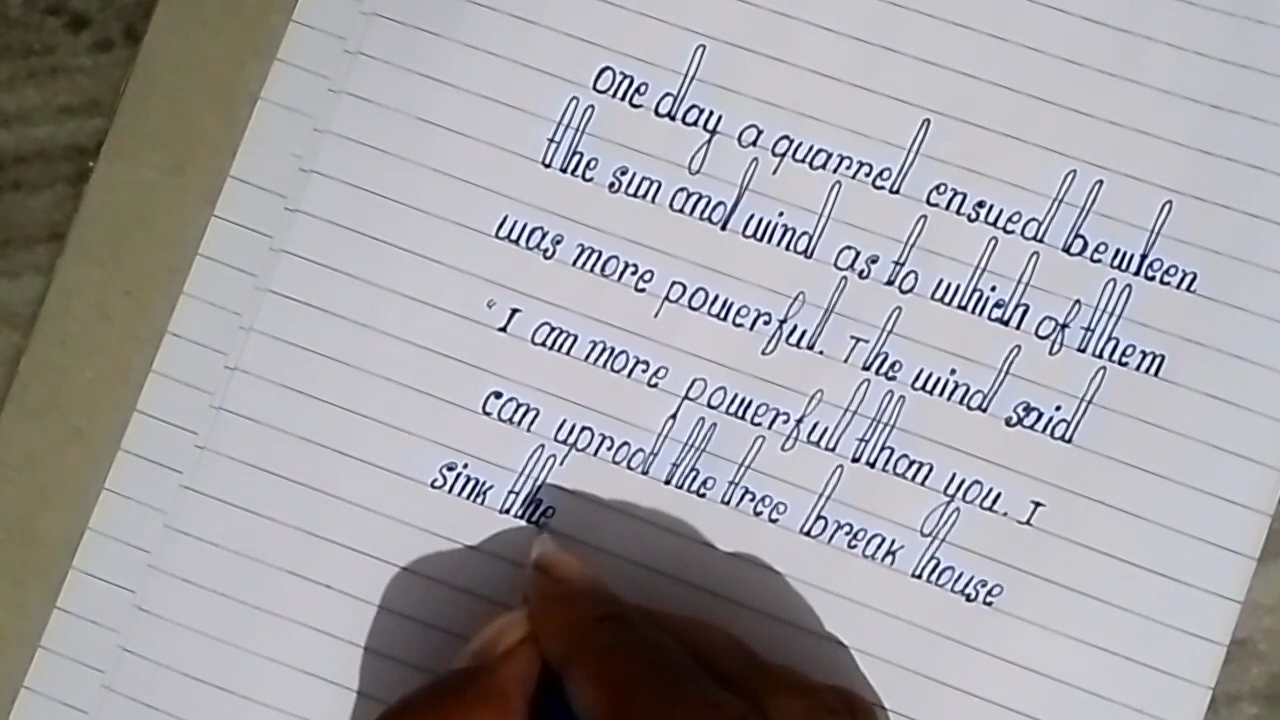 one day a quarrel ensued bewteen
the sun and wind as to which of them
was more powerful. The wind said
"I am more powerful than you. I
can uproot the tree break house
sink the